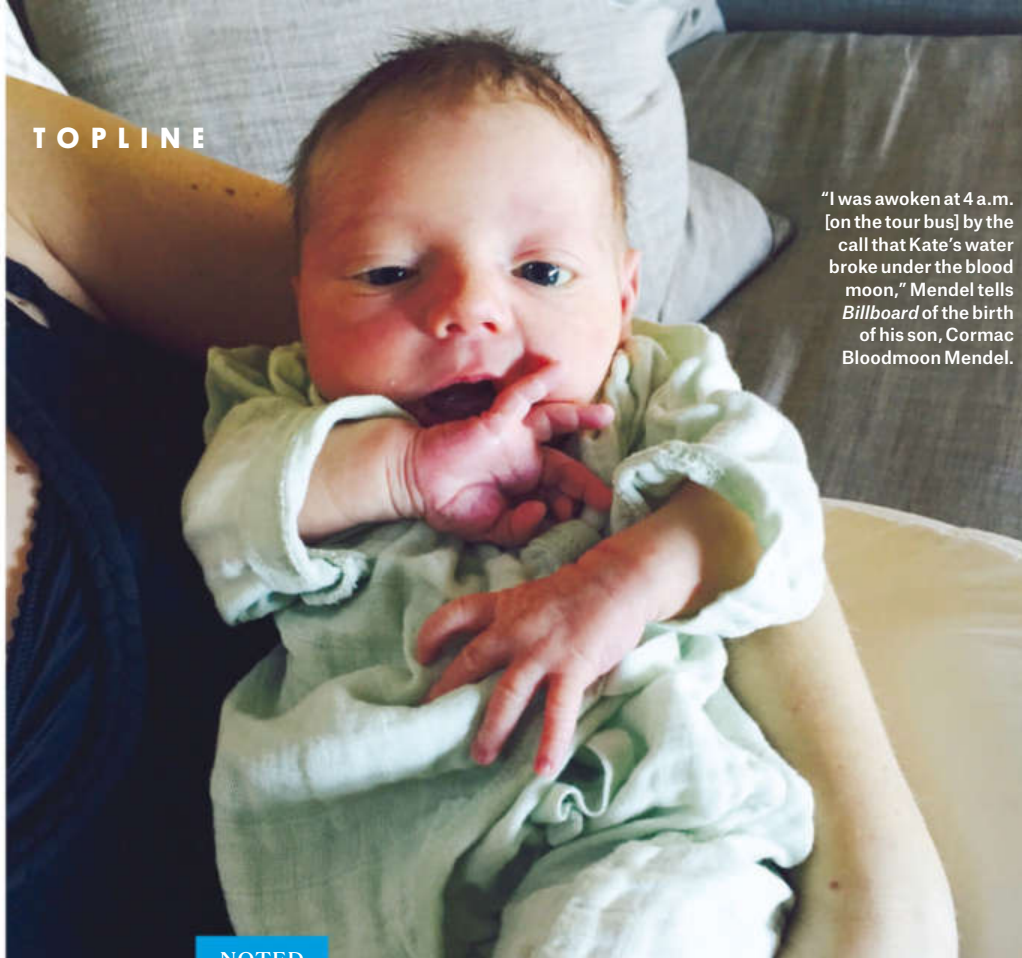 TOPLINE
“I was awoken at 4 a.m.
[on the tour bus] by the
call that Kate’s water
broke under the blood
moon,” Mendel tells
Billboard of the birth
of his son, Cormac
Bloodmoon Mendel.
NOTED